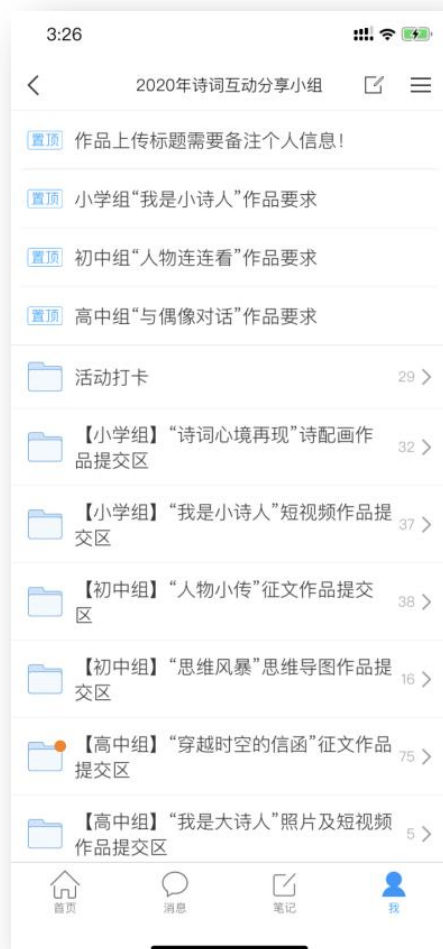 3:26
2020年诗词互动分享小组
置顶 作品上传标题需要备注个人信息！
置顶 小学组“我是小诗人”作品要求
置顶 初中组“人物连连看”作品要求
置顶 高中组“与偶像对话”作品要求
活动打卡 29
【小学组】“诗词心境再现”诗配画作
品提交区 32
【小学组】“我是小诗人”短视频作品提
交区 37
【初中组】“人物小传”征文作品提交
区 38
【初中组】“思维风暴”思维导图作品提
交区 16
【高中组】“穿越时空的信函”征文作品
提交区 75
【高中组】“我是大诗人”照片及短视频
作品提交区 5
首页 消息 笔记 我